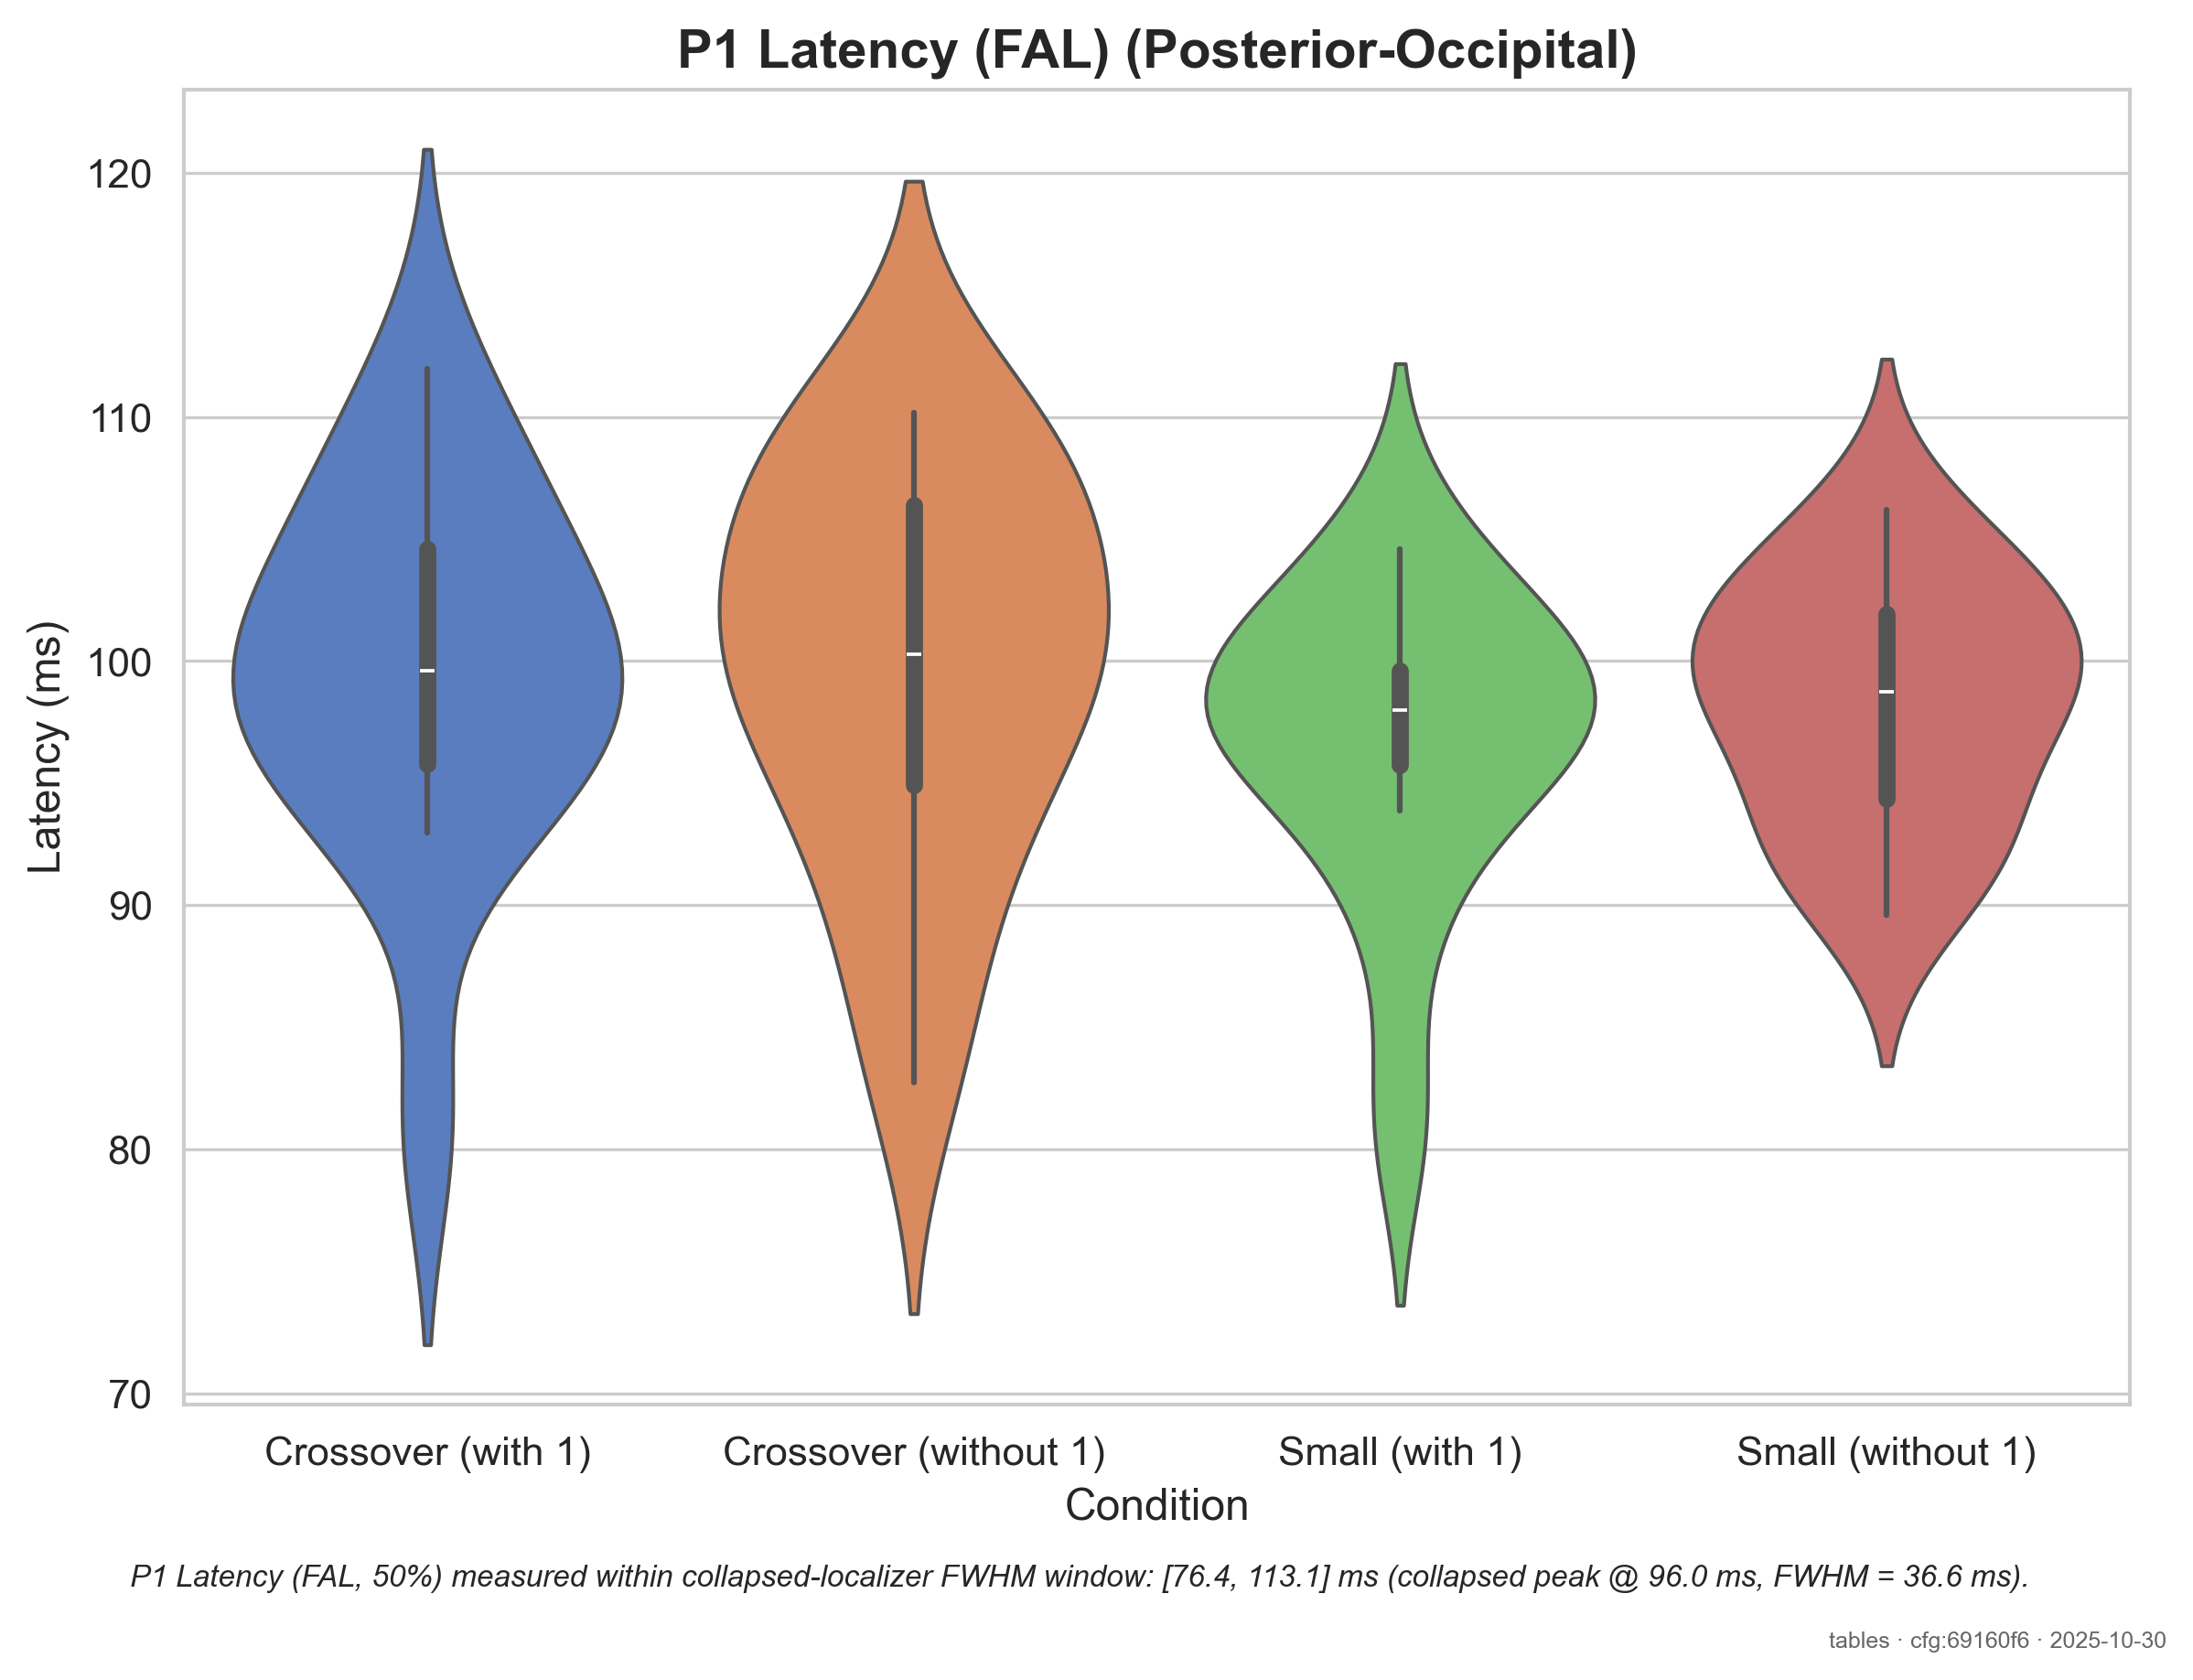 P1 Latency (FAL) (Posterior-Occipital)
Latency (ms)
120
110
100
90
80
70
Crossover (with 1)
Crossover (without 1)
Small (with 1)
Small (without 1)
Condition
P1 Latency (FAL, 50%) measured within collapsed-localizer FWHM window: [76.4, 113.1] ms (collapsed peak @ 96.0 ms, FWHM = 36.6 ms).
tables · cfg:69160f6 · 2025-10-30